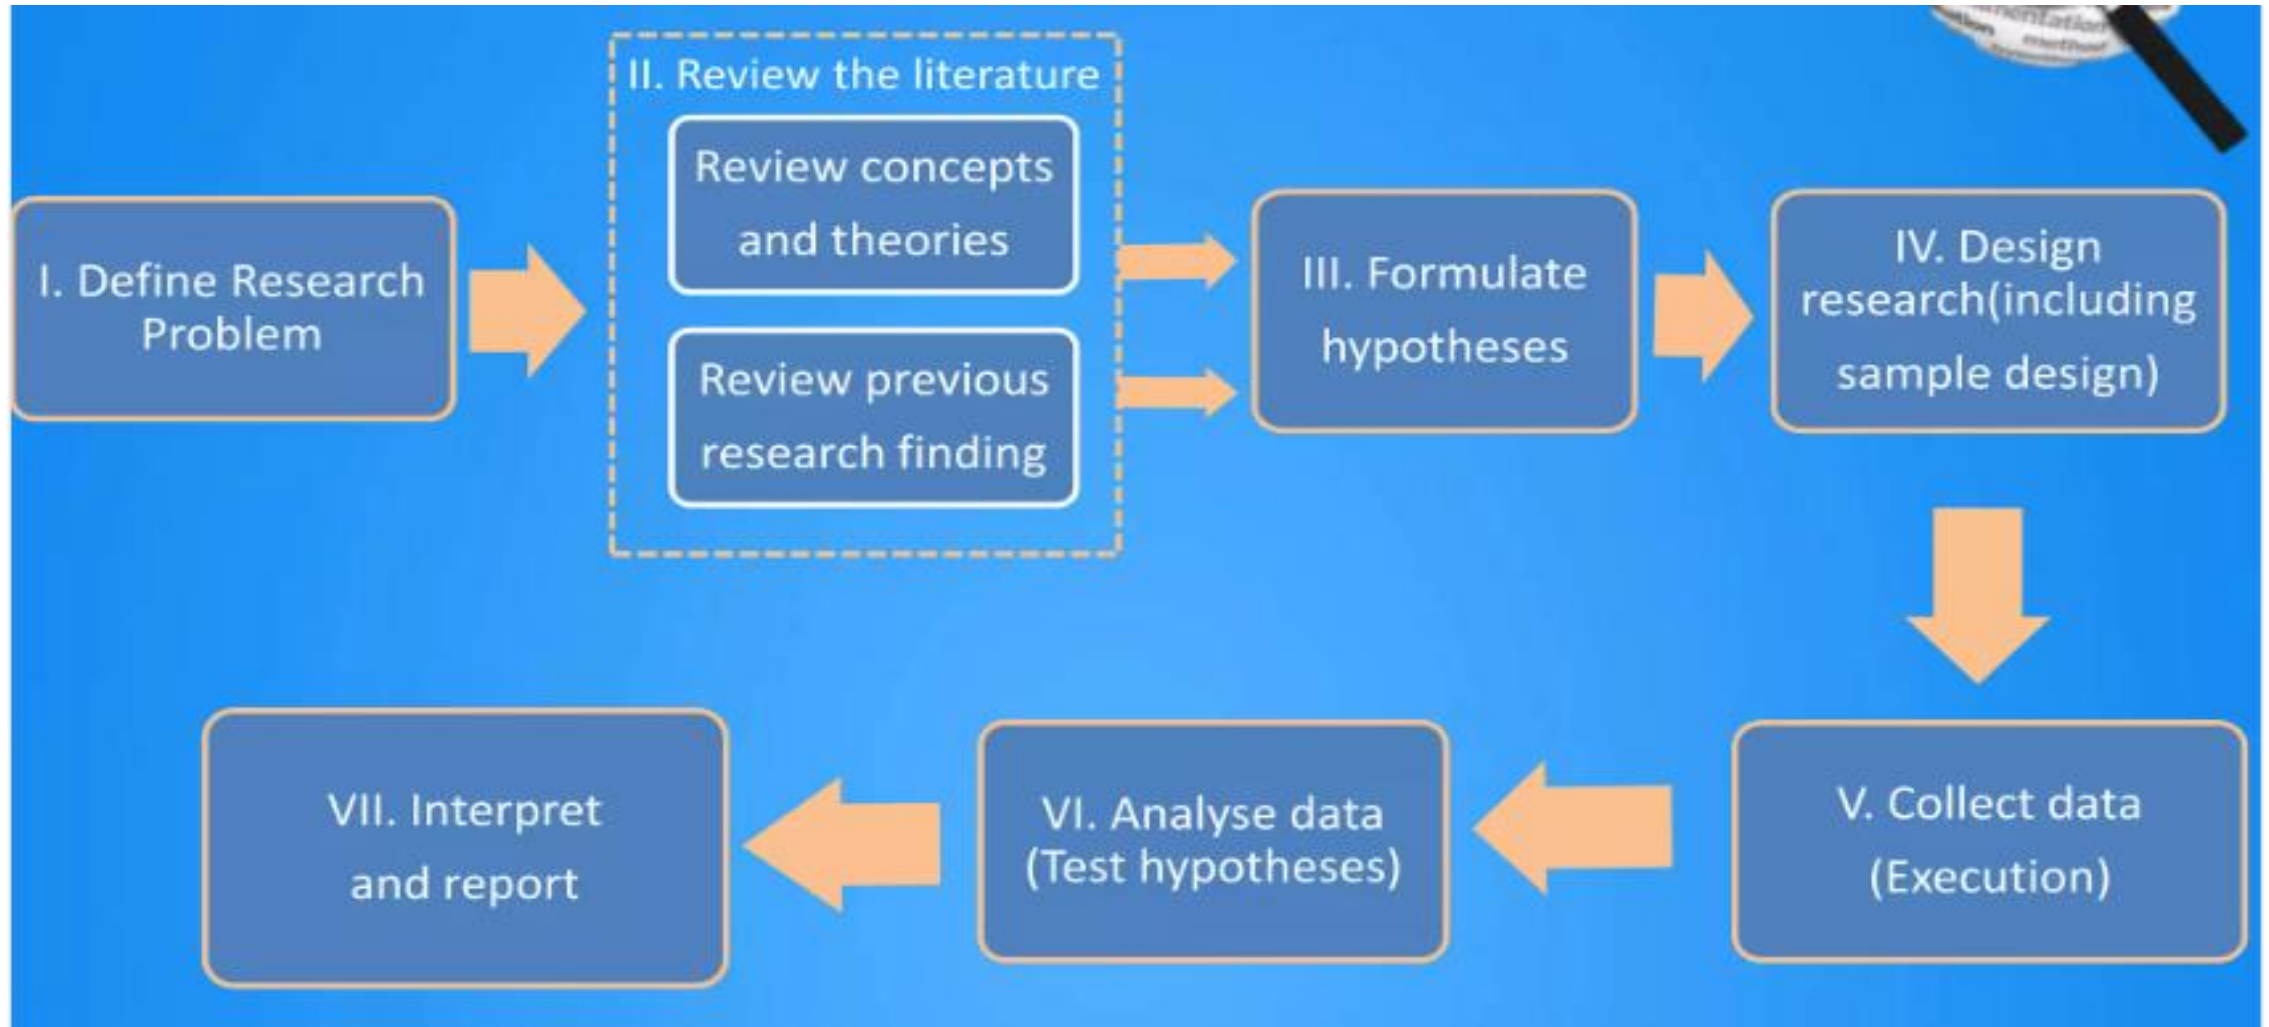 II. Review the literature
Review concepts
and theories
Review previous
research finding
I. Define Research
Problem
III. Formulate
hypotheses
IV. Design
research(including
sample design)
V. Collect data
(Execution)
VI. Analyse data
(Test hypotheses)
VII. Interpret
and report